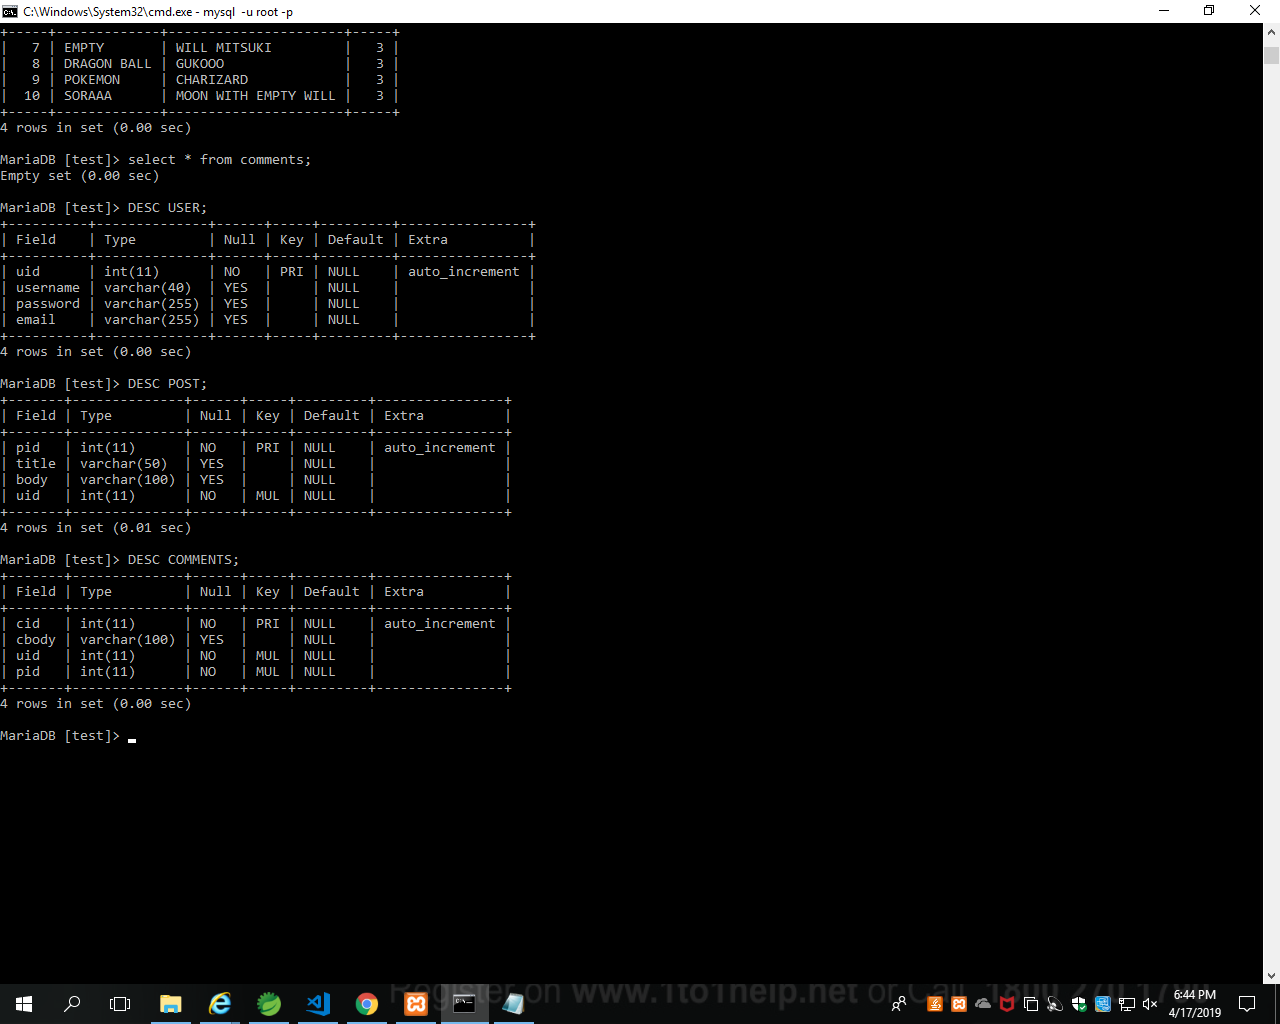 C:\Windows\System32\cmd.exe - mysql  -u root -p
+-----+-------------+----------------------+-----+
|   7 | EMPTY       | WILL MITSUKI         |   3 |
|   8 | DRAGON BALL | GUKOOO               |   3 |
|   9 | POKEMON     | CHARIZARD            |   3 |
|  10 | SORAAA      | MOON WITH EMPTY WILL |   3 |
+-----+-------------+----------------------+-----+
4 rows in set (0.00 sec)
MariaDB [test]> select * from comments;
Empty set (0.00 sec)
MariaDB [test]> DESC USER;
+----------+--------------+------+-----+---------+----------------+
| Field    | Type         | Null | Key | Default | Extra          |
+----------+--------------+------+-----+---------+----------------+
| uid      | int(11)      | NO   | PRI | NULL    | auto_increment |
| username | varchar(40)  | YES  |     | NULL    |                |
| password | varchar(255) | YES  |     | NULL    |                |
| email    | varchar(255) | YES  |     | NULL    |                |
+----------+--------------+------+-----+---------+----------------+
4 rows in set (0.00 sec)
MariaDB [test]> DESC POST;
+-------+--------------+------+-----+---------+----------------+
| Field | Type         | Null | Key | Default | Extra          |
+-------+--------------+------+-----+---------+----------------+
| pid   | int(11)      | NO   | PRI | NULL    | auto_increment |
| title | varchar(50)  | YES  |     | NULL    |                |
| body  | varchar(100) | YES  |     | NULL    |                |
| uid   | int(11)      | NO   | MUL | NULL    |                |
+-------+--------------+------+-----+---------+----------------+
4 rows in set (0.01 sec)
MariaDB [test]> DESC COMMENTS;
+-------+--------------+------+-----+---------+----------------+
| Field | Type         | Null | Key | Default | Extra          |
+-------+--------------+------+-----+---------+----------------+
| cid   | int(11)      | NO   | PRI | NULL    | auto_increment |
| cbody | varchar(100) | YES  |     | NULL    |                |
| uid   | int(11)      | NO   | MUL | NULL    |                |
| pid   | int(11)      | NO   | MUL | NULL    |                |
+-------+--------------+------+-----+---------+----------------+
4 rows in set (0.00 sec)
MariaDB [test]>
Register on www.1to1help.net or Call
6:44 PM
4/17/2019